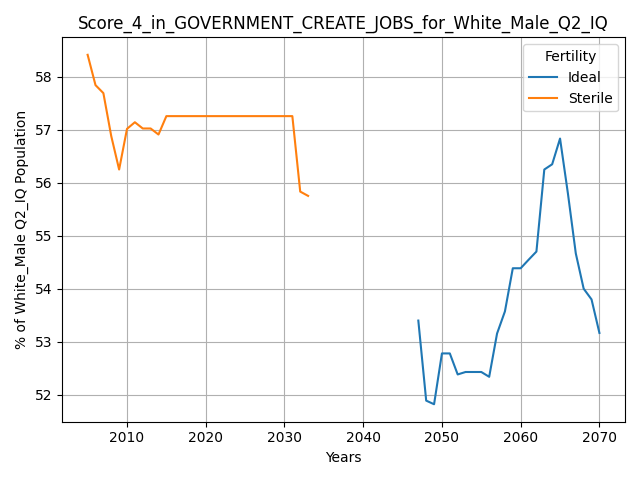 Score_4_in_GOVERNMENT_CREATE_JOBS_for_White_Male_Q2_IQ
Fertility
Ideal
Sterile
% of White_Male Q2_IQ Population
58
57
56
55
54
53
52
2010 2020 2030 2040 2050 2060 2070
Years